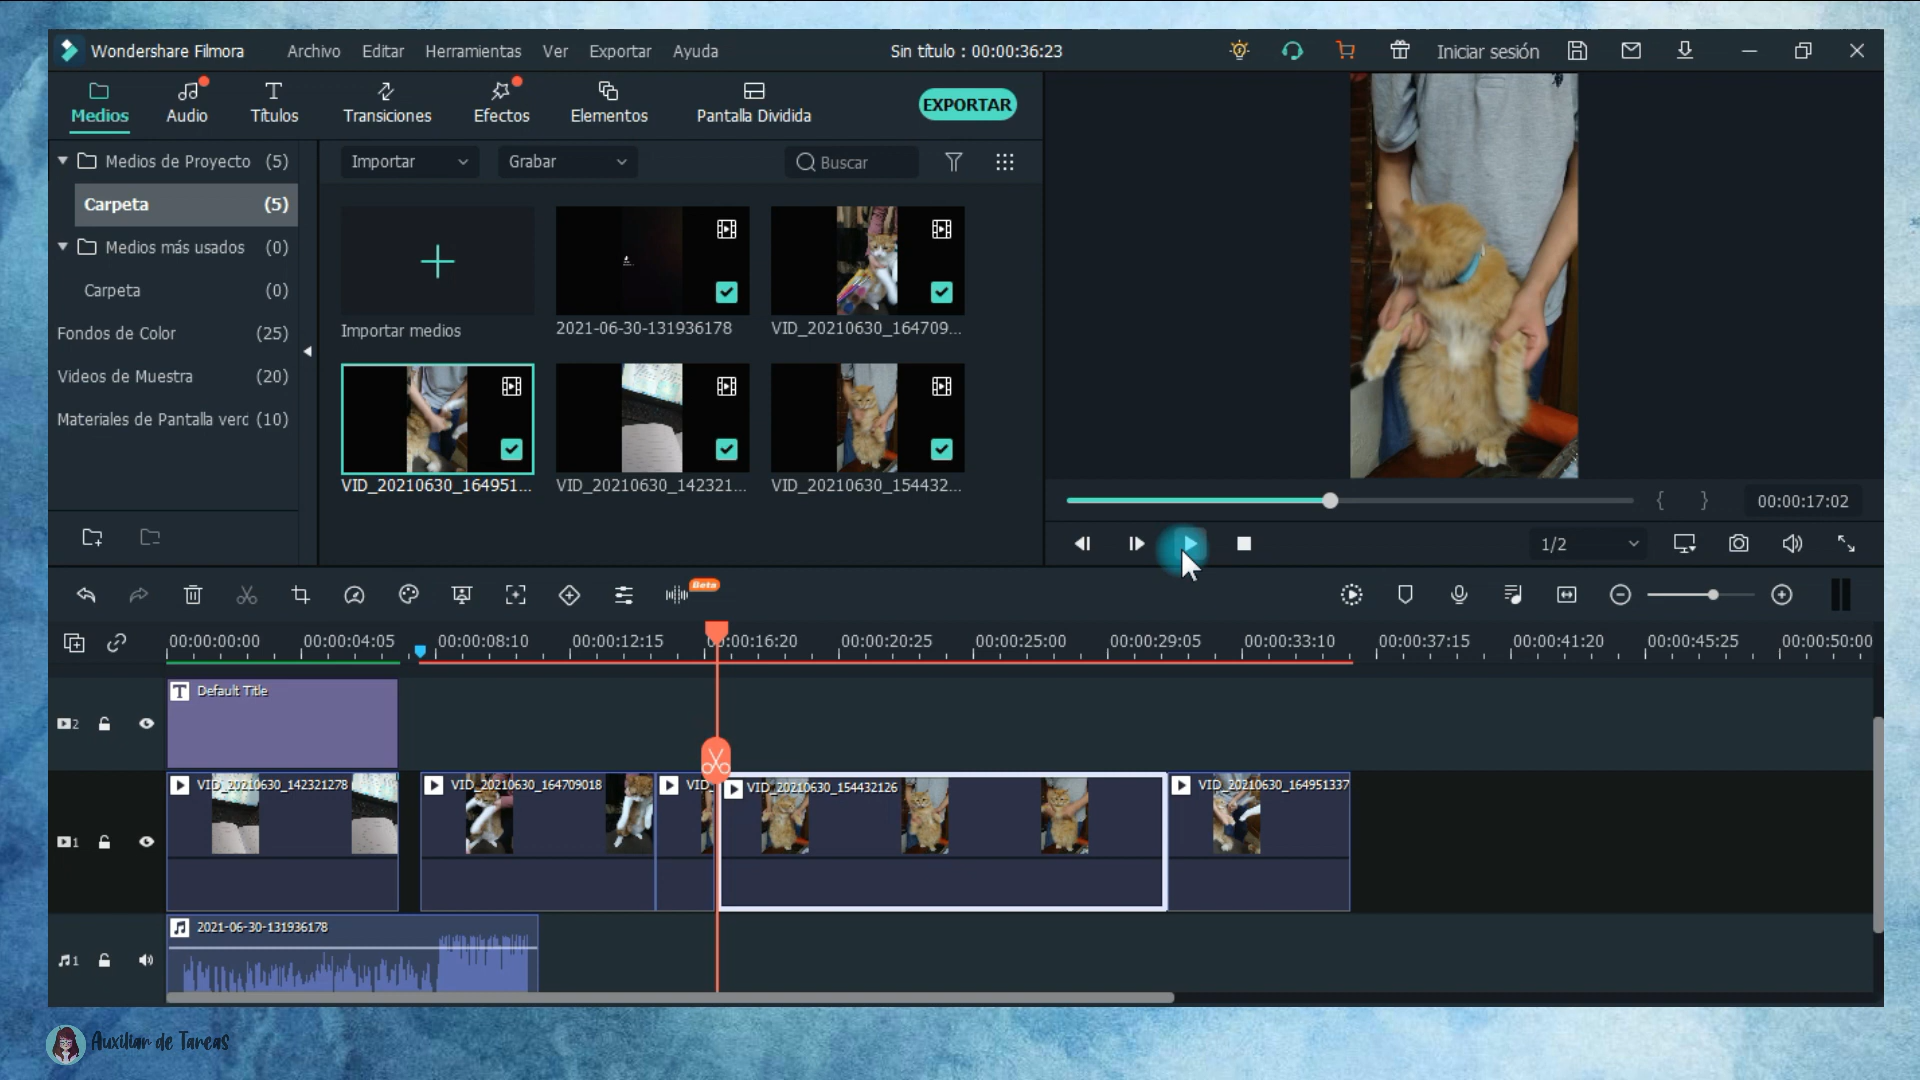 Wondershare Filmora Archivo Editar Herramientas Ver Exportar Ayuda Sin título : 00:00:36:23 Iniciar sesión
Medios Audio Títulos Transiciones Efectos Elementos Pantalla Dividida EXPORTAR
Medios de Proyecto (5)
Carpeta (5)
Medios más usados (0)
Carpeta (0)
Fondos de Color (25)
Videos de Muestra (20)
Materiales de Pantalla verd (10)
Importar Grabar Buscar
Importar medios
2021-06-30-131936178
VID_20210630_164709...
VID_20210630_164951...
VID_20210630_142321...
VID_20210630_154432...
{ } 00:00:17:02
1/2
Beta
00:00:00:00 00:00:04:05 00:00:08:10 00:00:12:15 00:00:16:20 00:00:20:25 00:00:25:00 00:00:29:05 00:00:33:10 00:00:37:15 00:00:41:20 00:00:45:25 00:00:50:00
2
T Default Title
1
VID_20210630_142321278
VID_20210630_164709018
VID_
VID_20210630_154432126
VID_20210630_164951337
1
2021-06-30-131936178
Auxiliar de Tareas